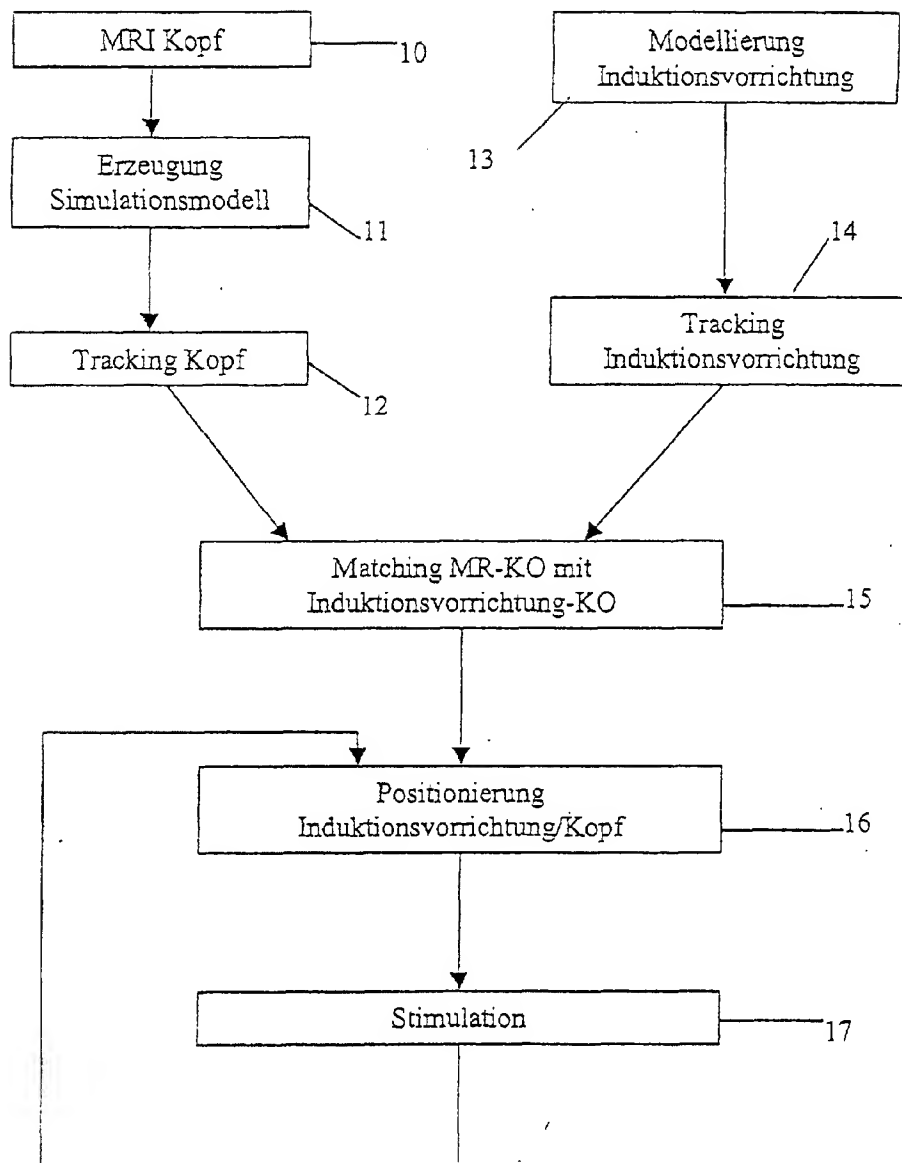 MRI Kopf
10
Modellierung
Induktionsvorrichtung
13
Erzeugung
Simulationsmodell
11
14
Tracking Kopf
12
Tracking
Induktionsvorrichtung
Matching MR-KO mit
Induktionsvorrichtung-KO
15
Positionierung
Induktionsvorrichtung/Kopf
16
Stimulation
17